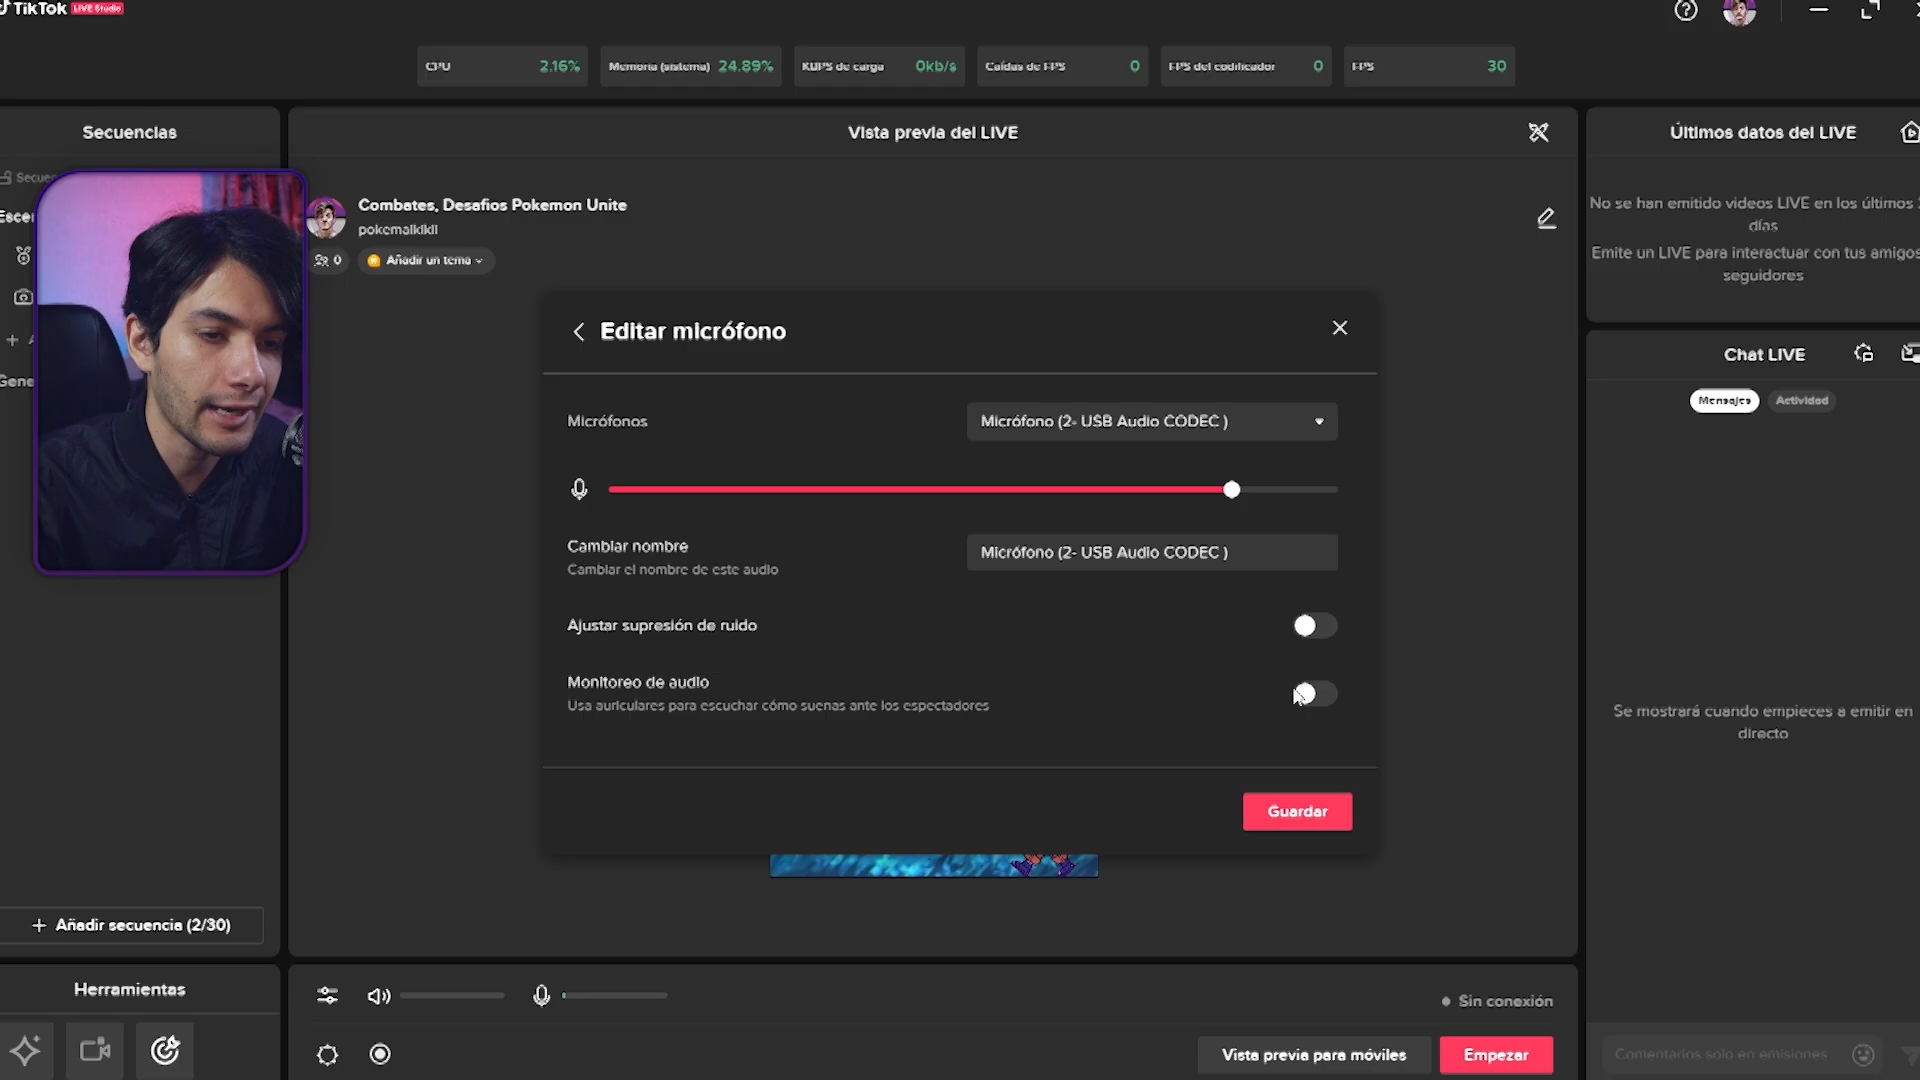 TikTok LIVE Studio
CPU 2.16%
Memoria (sistema) 24.89%
KBPS de carga 0kb/s
Caídas de FPS 0
FPS del codificador 0
FPS 30
Secuencias
Vista previa del LIVE
Últimos datos del LIVE
Combates, Desafios Pokemon Unite
0
Añadir un tema
No se han emitido videos LIVE en los últimos
días
Emite un LIVE para interactuar con tus amigos
seguidores
Editar micrófono
Micrófonos
Micrófono (2- USB Audio CODEC )
Cambiar nombre
Cambiar el nombre de este audio
Micrófono (2- USB Audio CODEC )
Ajustar supresión de ruido
Monitoreo de audio
Usa auriculares para escuchar cómo suenas ante los espectadores
Guardar
Chat LIVE
Mensajes
Actividad
Se mostrará cuando empieces a emitir en
directo
+ Añadir secuencia (2/30)
Herramientas
Sin conexión
Vista previa para móviles
Empezar
Comentarios solo en emisiones